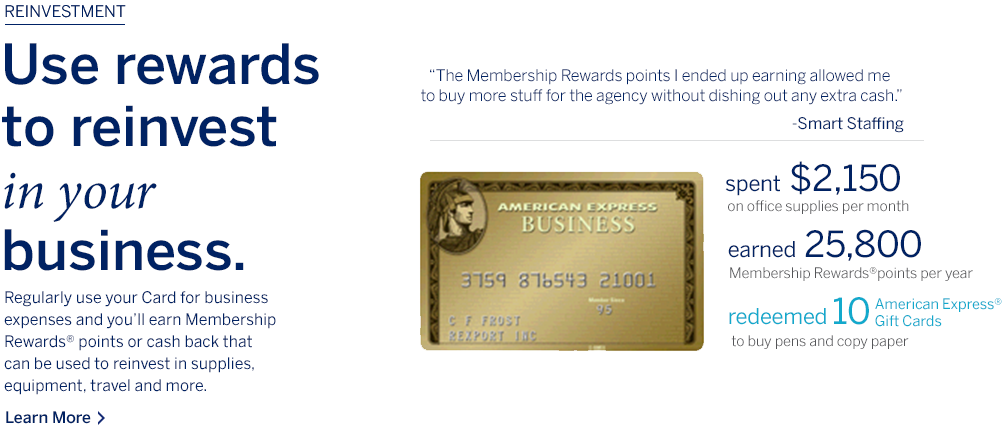 REINVESTMENT
Use rewards
to reinvest
in your
business.
Regularly use your Card for business
expenses and you’ll earn Membership
Rewards® points or cash back that
can be used to reinvest in supplies,
equipment, travel and more.
Learn More >
“The Membership Rewards points I ended up earning allowed me
to buy more stuff for the agency without dishing out any extra cash.”
-Smart Staffing
AMERICAN EXPRESS
BUSINESS
3759 876543 21001
Member Since
95
C F FROST
REXPORT INC
spent $2,150
on office supplies per month
earned 25,800
Membership Rewards®points per year
redeemed 10 American Express®
Gift Cards
to buy pens and copy paper